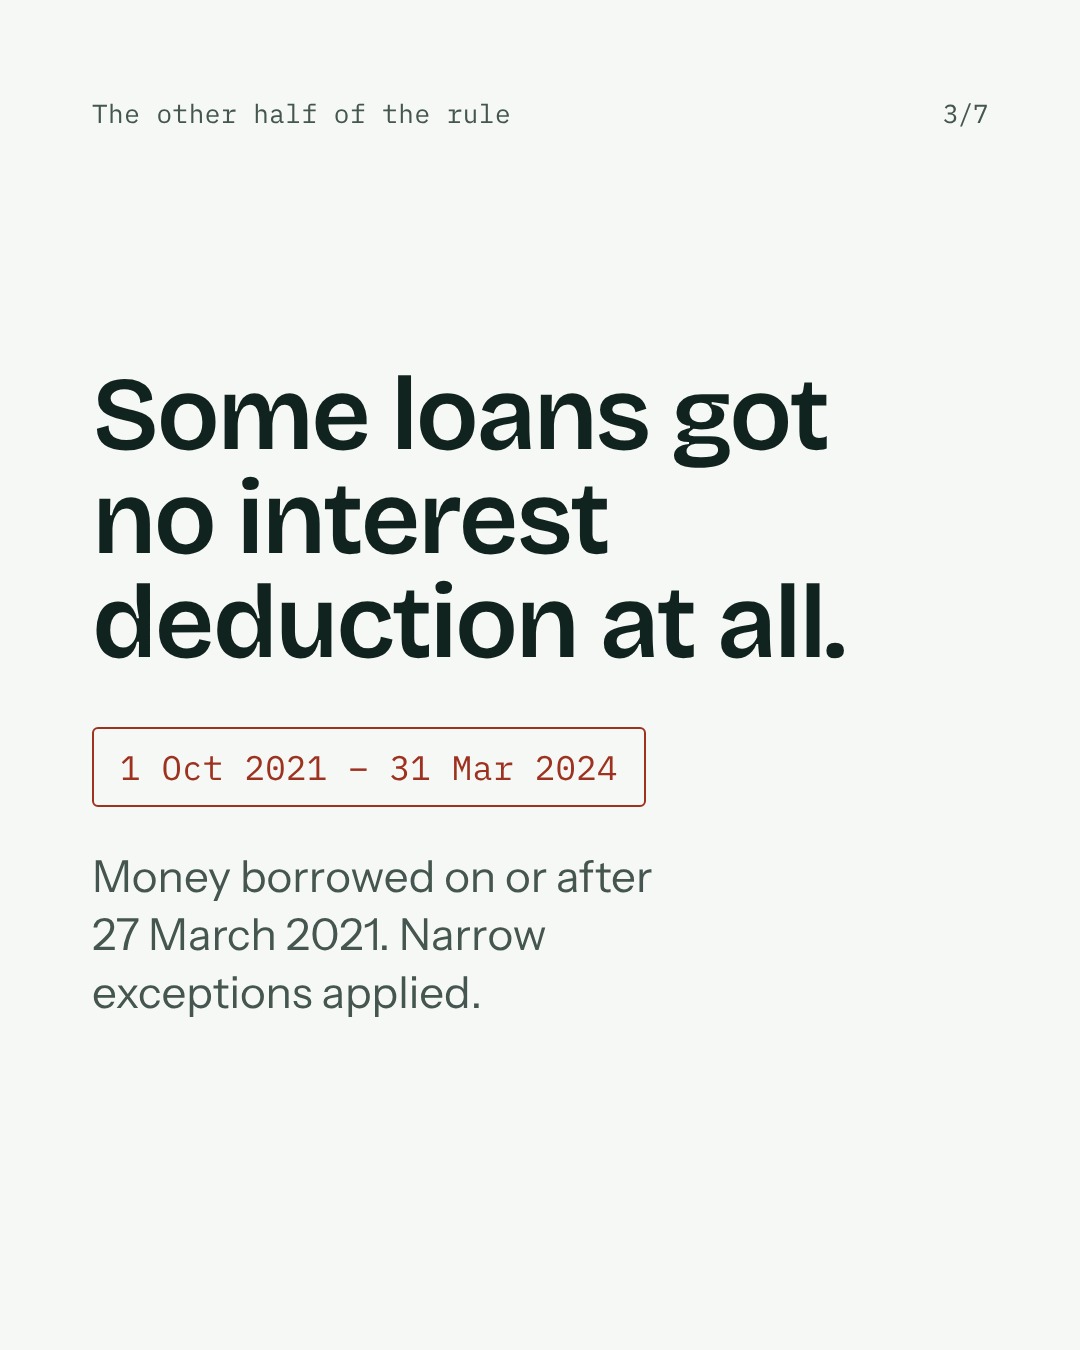 The other half of the rule
3/7
Some loans got
no interest
deduction at all.
1 Oct 2021 – 31 Mar 2024
Money borrowed on or after
27 March 2021. Narrow
exceptions applied.